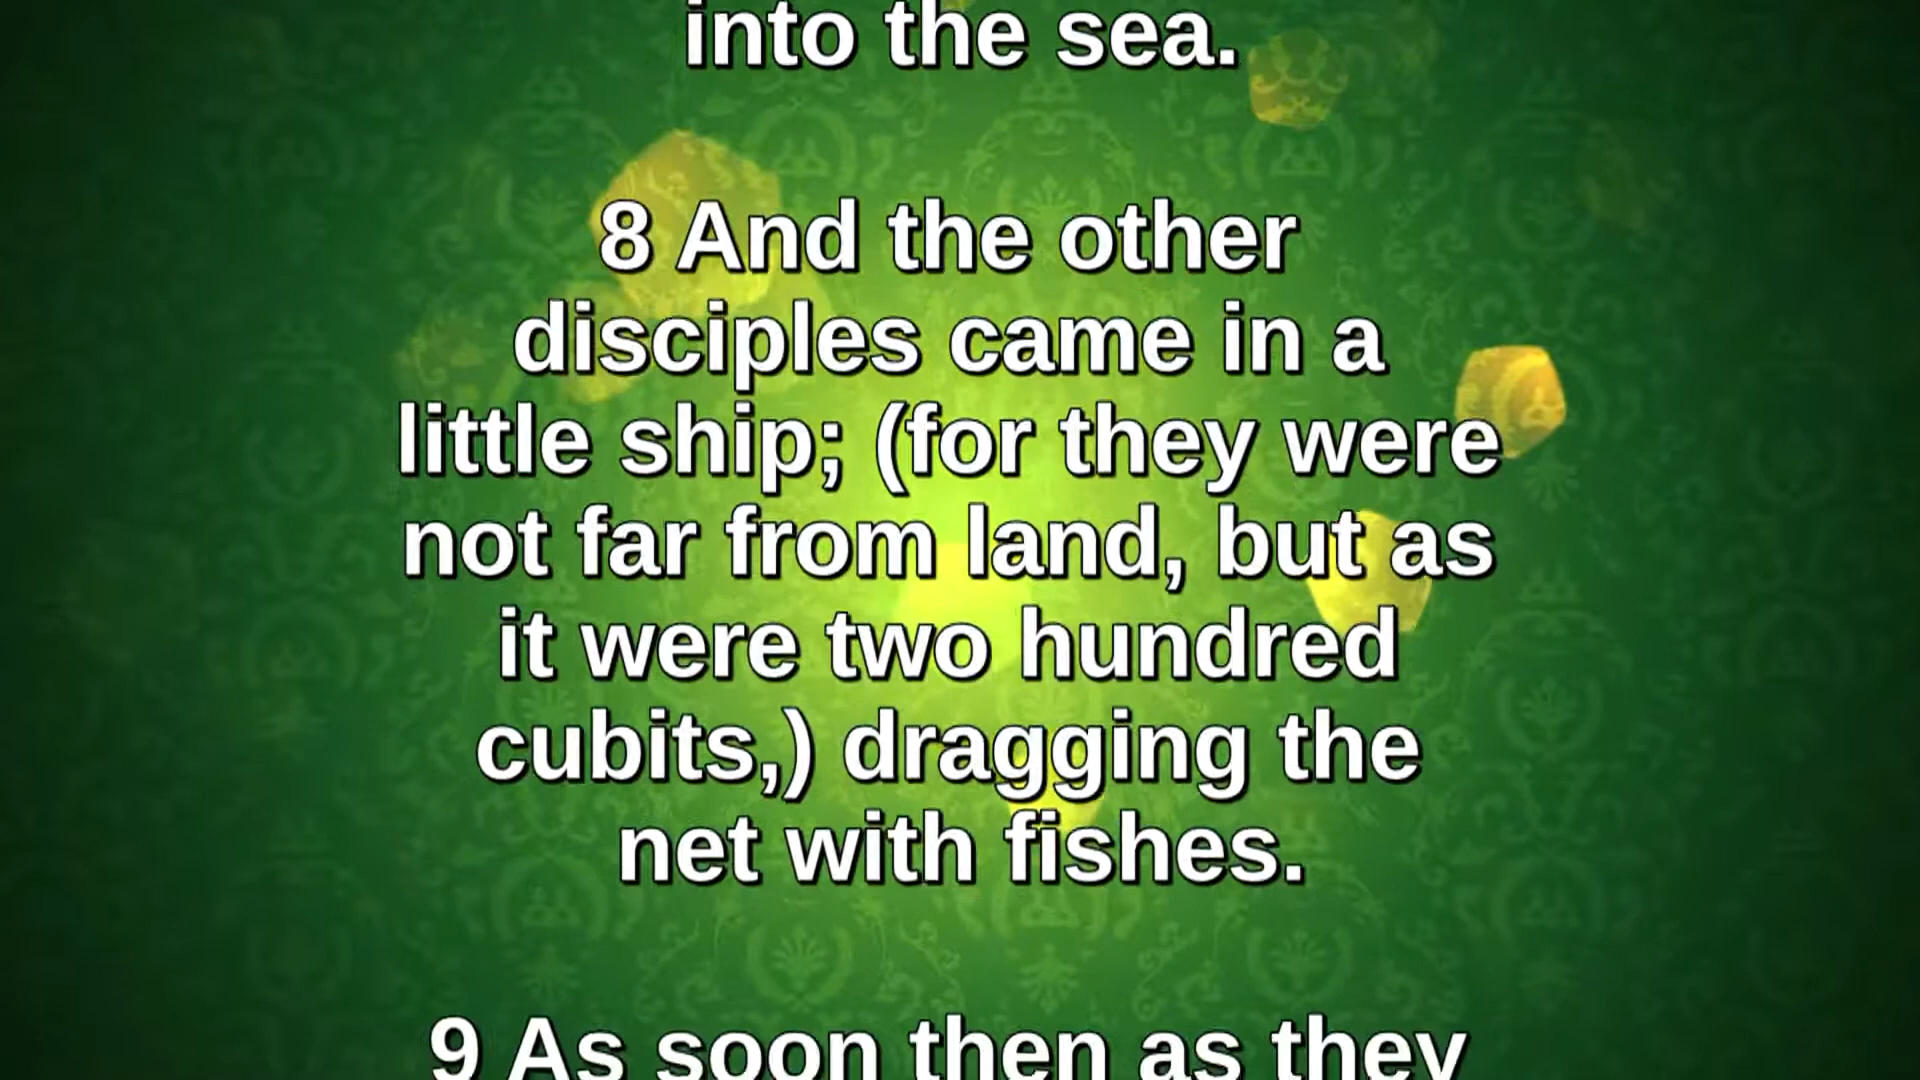 into the sea.
8 And the other
disciples came in a
little ship; (for they were
not far from land, but as
it were two hundred
cubits,) dragging the
net with fishes.
9 As soon then as they